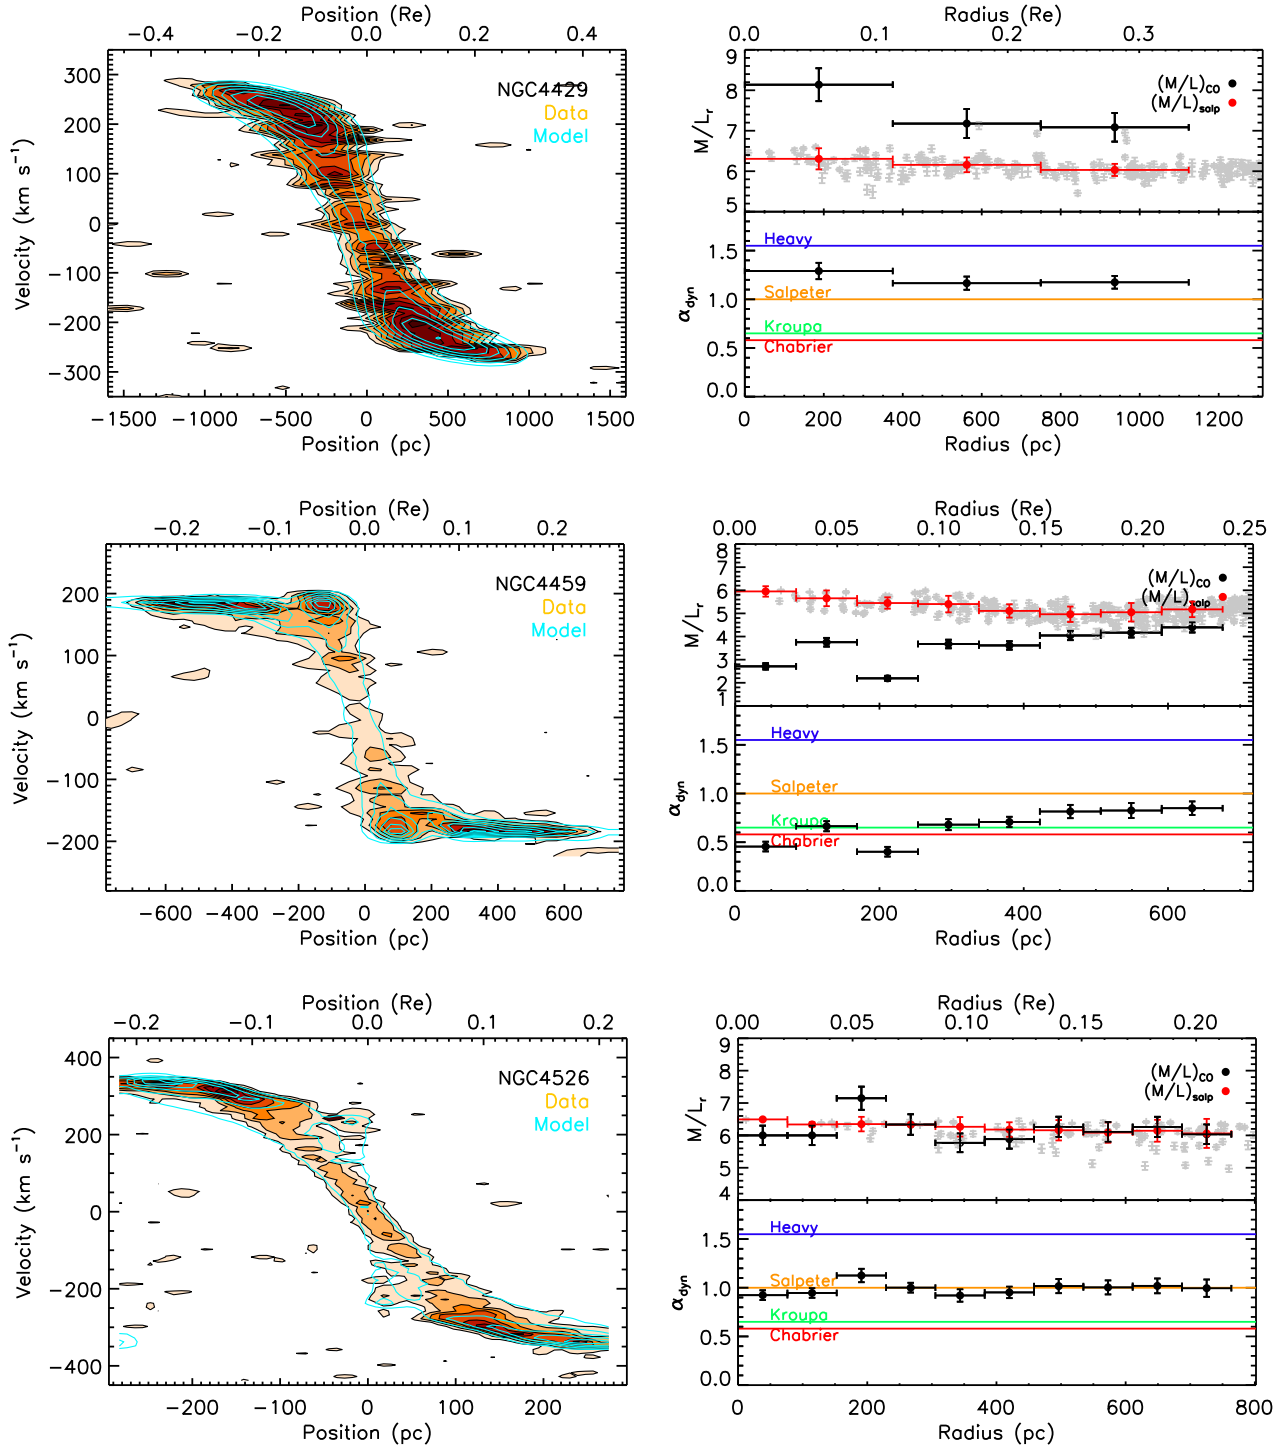 Position (Re)
−0.4 −0.2 0.0 0.2 0.4
300
200
100
0
−100
−200
−300
Velocity (km s⁻¹)
NGC4429
Data
Model
−1500 −1000 −500 0 500 1000 1500
Position (pc)
Radius (Re)
0.0 0.1 0.2 0.3
9
8
7
6
5
M/Lr
(M/L)CO
(M/L)salp
1.5
1.0
0.5
0.0
αdyn
Heavy
Salpeter
Kroupa
Chabrier
0 200 400 600 800 1000 1200
Radius (pc)
Position (Re)
−0.2 −0.1 0.0 0.1 0.2
200
100
0
−100
−200
Velocity (km s⁻¹)
NGC4459
Data
Model
−600 −400 −200 0 200 400 600
Position (pc)
Radius (Re)
0.00 0.05 0.10 0.15 0.20 0.25
8
7
6
5
4
3
2
1
M/Lr
(M/L)CO
(M/L)salp
1.5
1.0
0.5
0.0
αdyn
Heavy
Salpeter
Kroupa
Chabrier
0 200 400 600
Radius (pc)
Position (Re)
−0.2 −0.1 0.0 0.1 0.2
400
200
0
−200
−400
Velocity (km s⁻¹)
NGC4526
Data
Model
−200 −100 0 100 200
Position (pc)
Radius (Re)
0.00 0.05 0.10 0.15 0.20
9
8
7
6
5
4
M/Lr
(M/L)CO
(M/L)salp
1.5
1.0
0.5
0.0
αdyn
Heavy
Salpeter
Kroupa
Chabrier
0 200 400 600 800
Radius (pc)